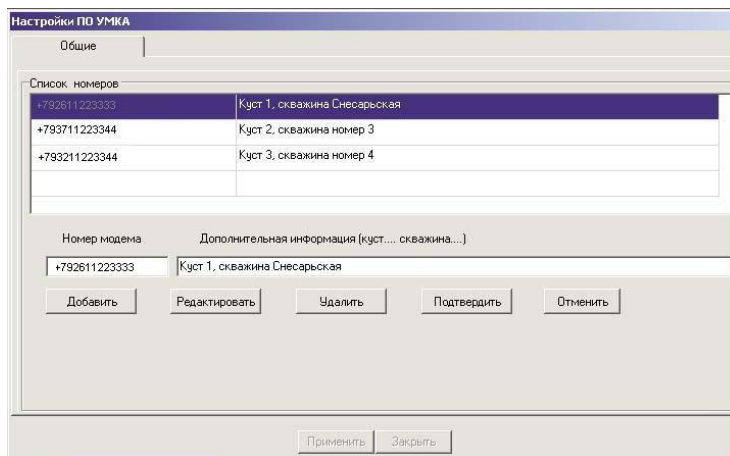 Настройки ПО УМКА
Общие
Список номеров
+792611223333 Куст 1, скважина Снесарьская
+793711223344 Куст 2, скважина номер 3
+793211223344 Куст 3, скважина номер 4
Номер модема Дополнительная информация (куст.... скважина....)
+792611223333 Куст 1, скважина Снесарьская
Добавить Редактировать Удалить Подтвердить Отменить
Применить Закрыть